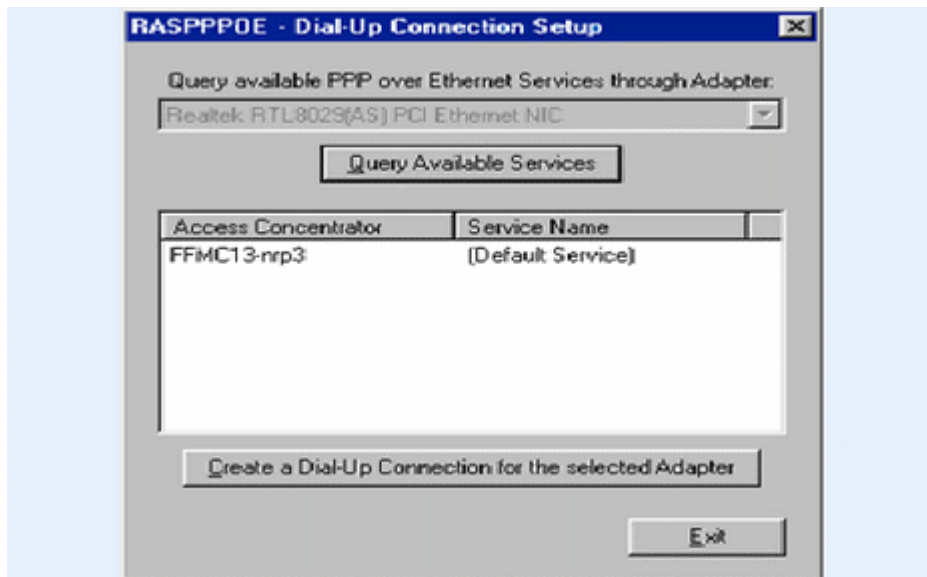 RASPPPOE - Dial-Up Connection Setup
Query available PPP over Ethernet Services through Adapter:
Realtek RTL8029(AS) PCI Ethernet NIC
Query Available Services
Access Concentrator Service Name
FFMC13-nrp3 (Default Service)
Create a Dial-Up Connection for the selected Adapter
Exit